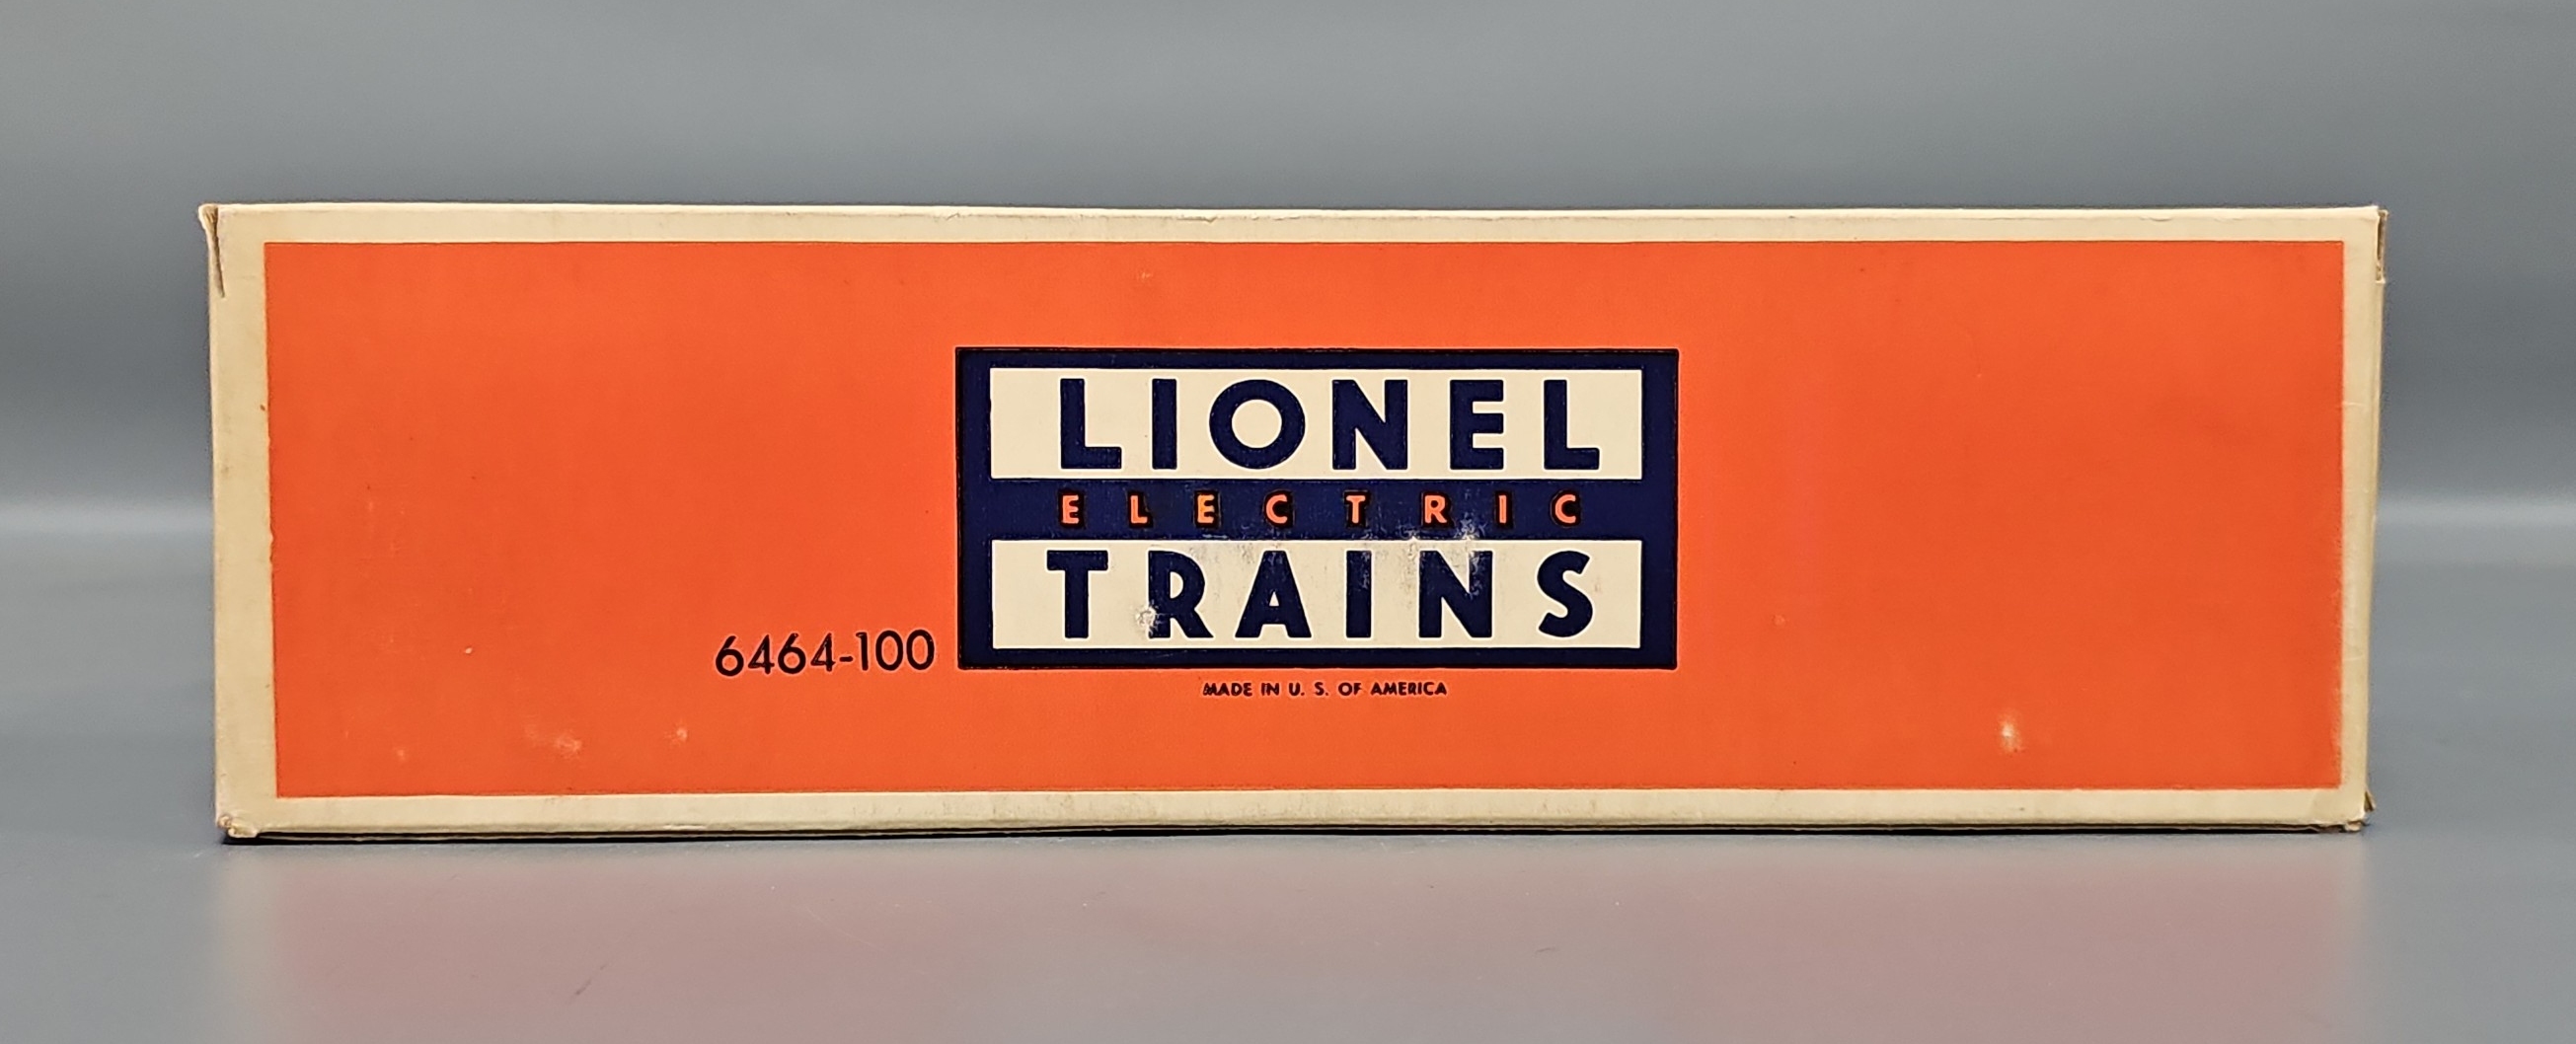 LIONEL
ELECTRIC
TRAINS
6464-100
MADE IN U. S. OF AMERICA